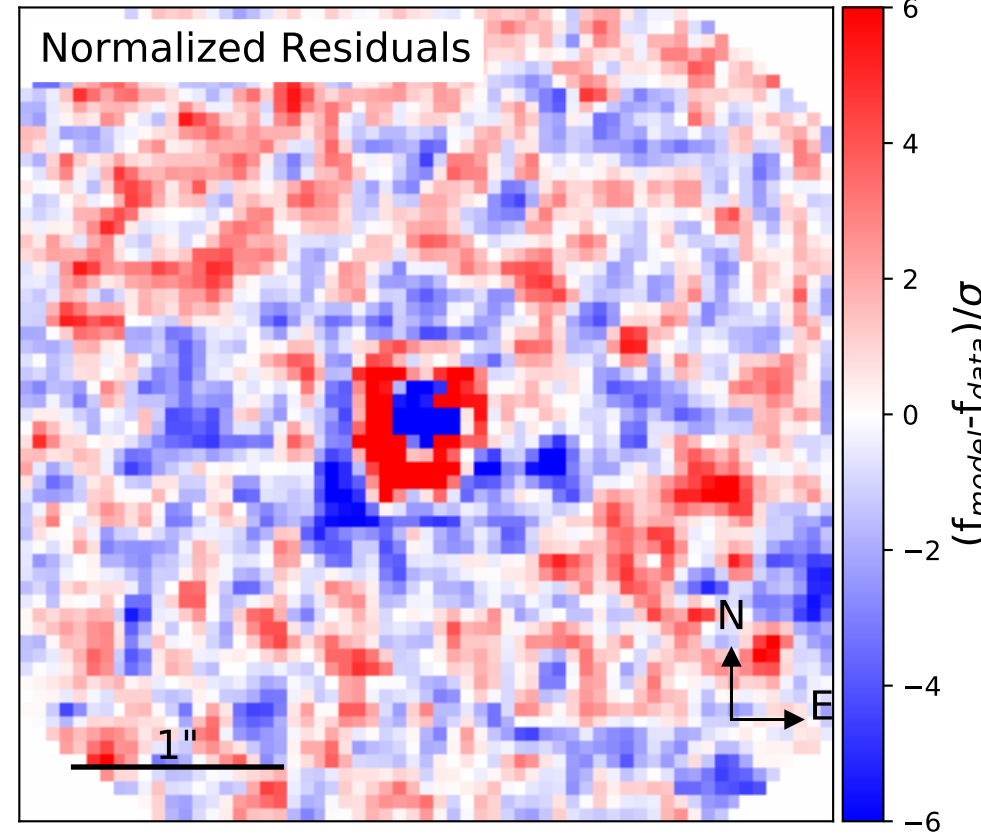 Normalized Residuals
6
4
2
0
−2
−4
−6
(f_model-f_data)/σ
N
E
1"